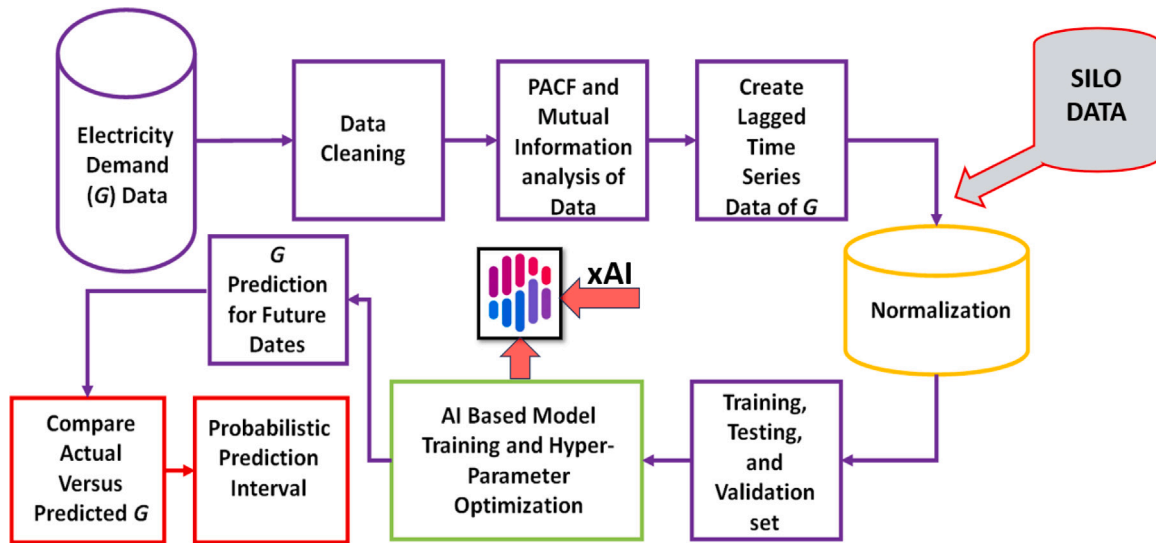 Electricity
Demand
(G) Data
Data
Cleaning
PACF and
Mutual
Information
analysis of
Data
Create
Lagged
Time
Series
Data of G
SILO
DATA
Normalization
Training,
Testing,
and
Validation
set
AI Based Model
Training and Hyper-
Parameter
Optimization
xAI
G
Prediction
for Future
Dates
Compare
Actual
Versus
Predicted G
Probabilistic
Prediction
Interval